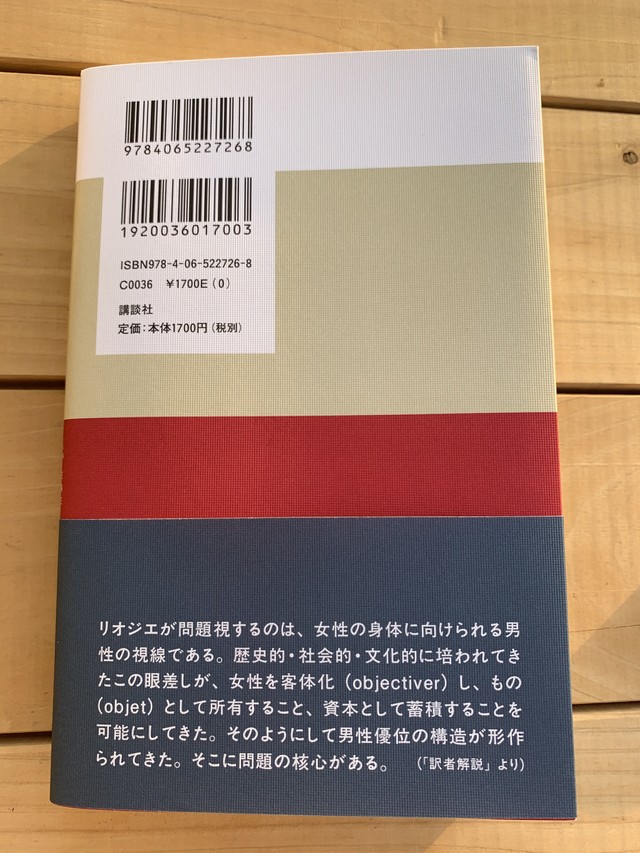 9784065227268
1920036017003
ISBN978-4-06-522726-8
C0036 ¥1700E (0)
講談社
定価：本体1700円（税別）
リオジエが問題視するのは、女性の身体に向けられる男
性の視線である。歴史的・社会的・文化的に培われてき
たこの眼差しが、女性を客体化（objectiver）し、もの
（objet）として所有すること、資本として蓄積することを
可能にしてきた。そのようにして男性優位の構造が形作
られてきた。そこに問題の核心がある。（「訳者解説」より）